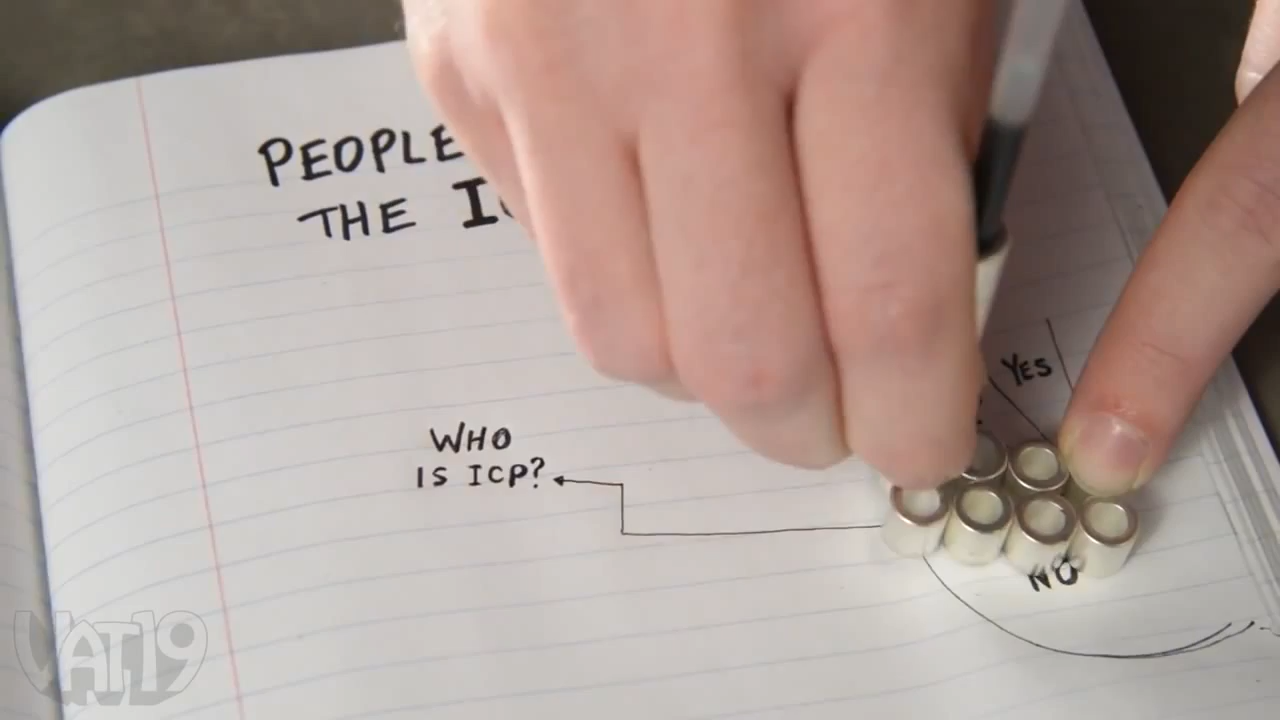 PEOPLE
THE
YES
WHO
IS ICP?
NO
VAT19